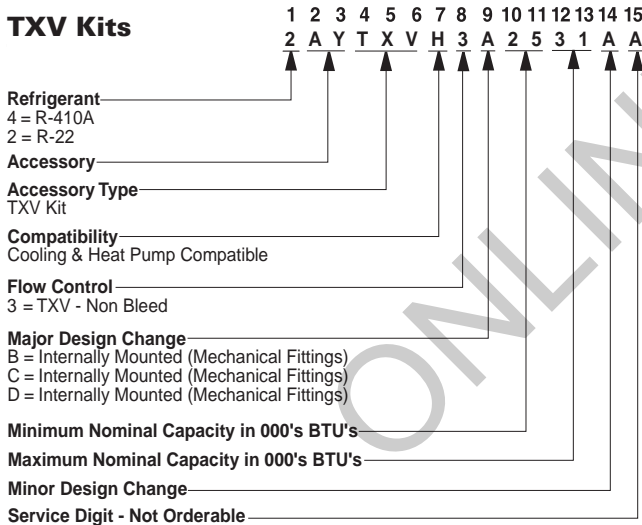 TXV Kits
1 2 3 4 5 6 7 8 9 10 11 12 13 14 15
2 A Y T X V H 3 A 2 5 3 1 A A
Refrigerant
4 = R-410A
2 = R-22
Accessory
Accessory Type
TXV Kit
Compatibility
Cooling & Heat Pump Compatible
Flow Control
3 = TXV - Non Bleed
Major Design Change
B = Internally Mounted (Mechanical Fittings)
C = Internally Mounted (Mechanical Fittings)
D = Internally Mounted (Mechanical Fittings)
Minimum Nominal Capacity in 000's BTU's
Maximum Nominal Capacity in 000's BTU's
Minor Design Change
Service Digit - Not Orderable